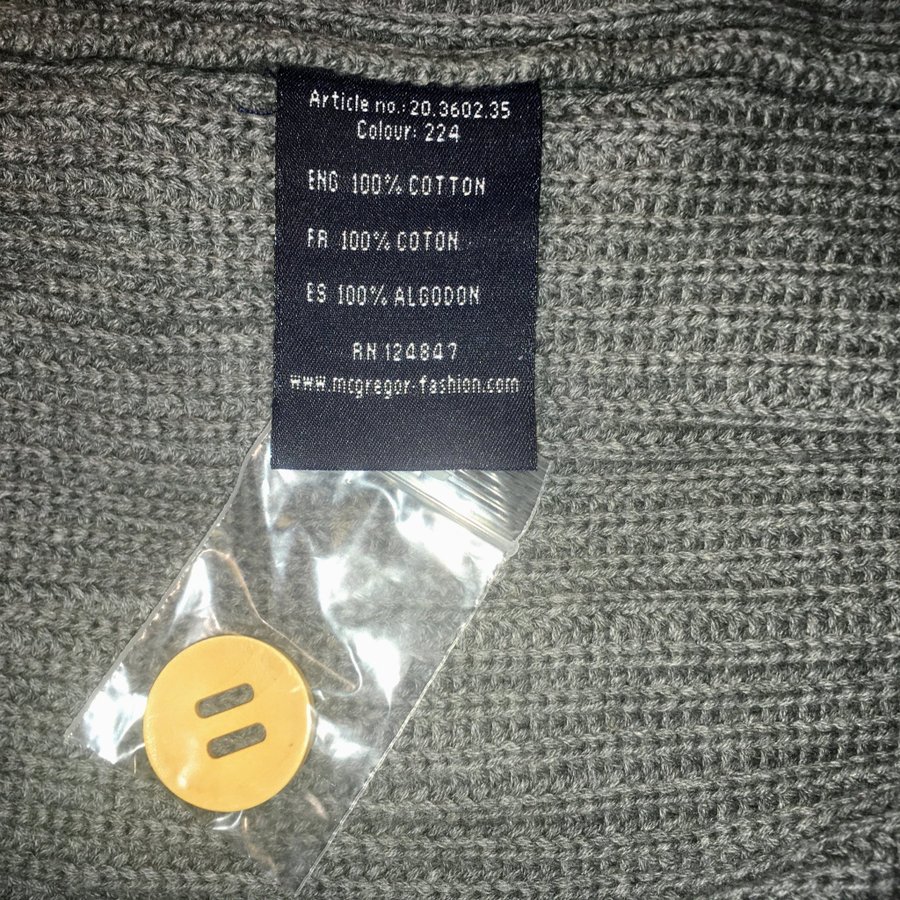 Article no.: 20.3602.35
Colour: 224
ENG 100% COTTON
FR 100% COTON
ES 100% ALGODON
RN 124847
www.mcgregor-fashion.com